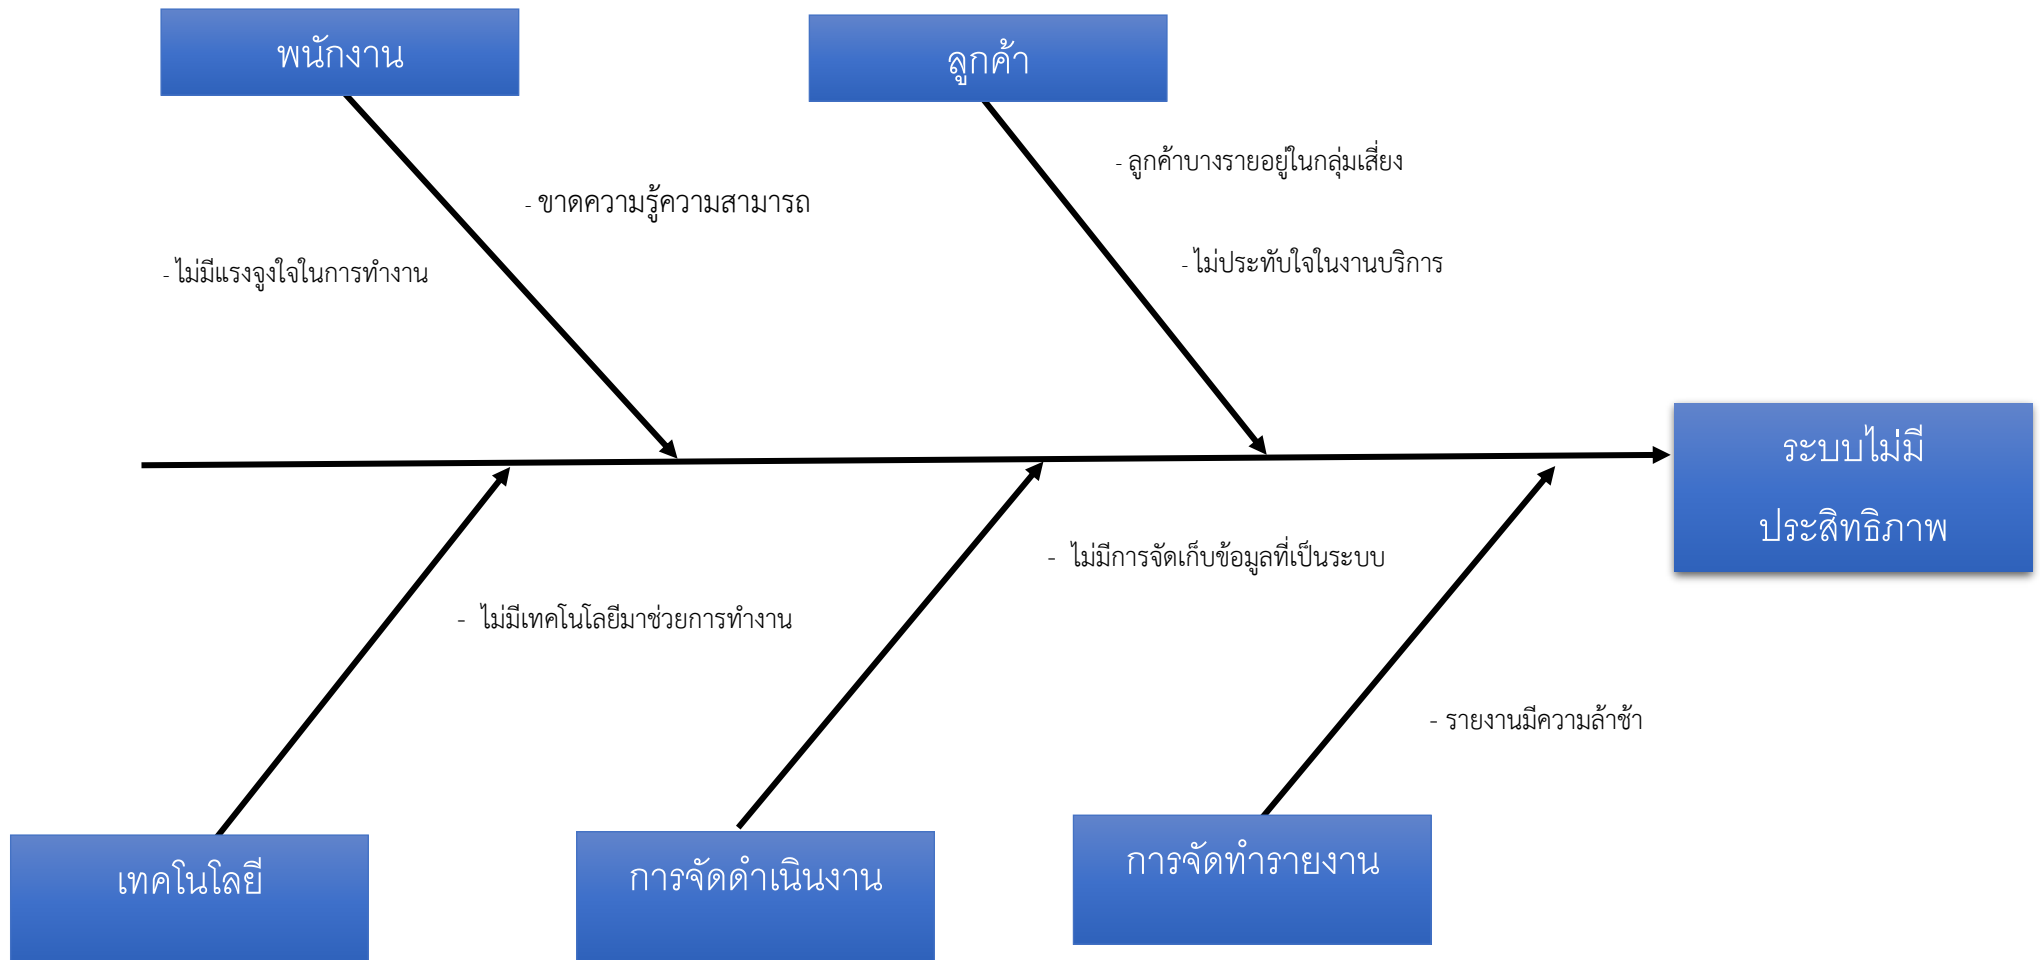 พนักงาน
ลูกค้า
- ลูกค้าบางรายอยู่ในกลุ่มเสี่ยง
- ขาดความรู้ความสามารถ
- ไม่ประทับใจในงานบริการ
- ไม่มีแรงจูงใจในการทำงาน
ระบบไม่มี
ประสิทธิภาพ
- ไม่มีการจัดเก็บข้อมูลที่เป็นระบบ
- ไม่มีเทคโนโลยีมาช่วยการทำงาน
- รายงานมีความล้าช้า
เทคโนโลยี
การจัดดำเนินงาน
การจัดทำรายงาน